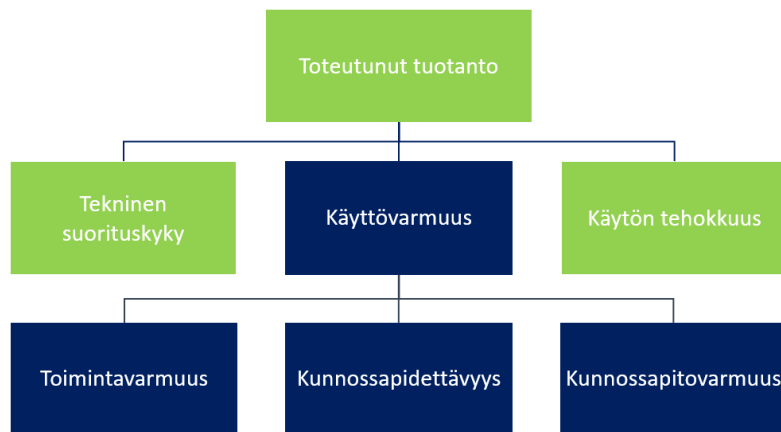 Toteutunut tuotanto
Tekninen
suorituskyky
Käyttövarmuus
Käytön tehokkuus
Toimintavarmuus
Kunnossapidettävyys
Kunnossapitovarmuus